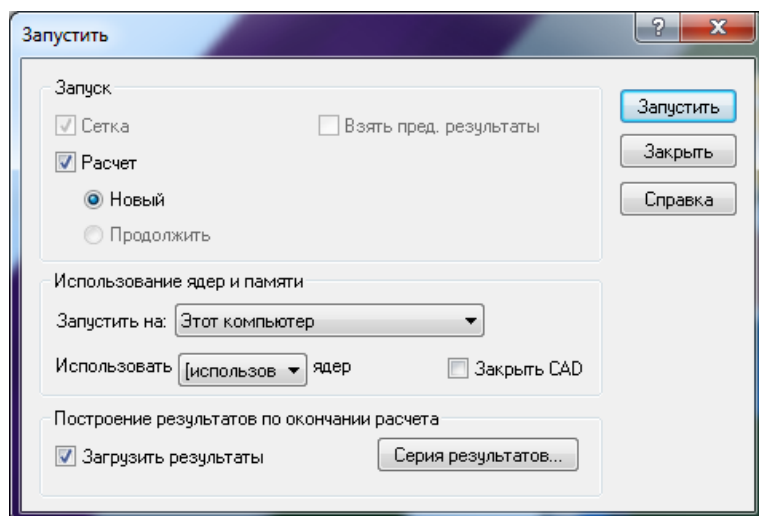 Запустить
?
X
Запуск
Сетка
Взять пред. результаты
Расчет
Новый
Продолжить
Запустить
Закрыть
Справка
Использование ядер и памяти
Запустить на: Этот компьютер
Использовать [использов ядер
Закрыть CAD
Построение результатов по окончании расчета
Загрузить результаты
Серия результатов...